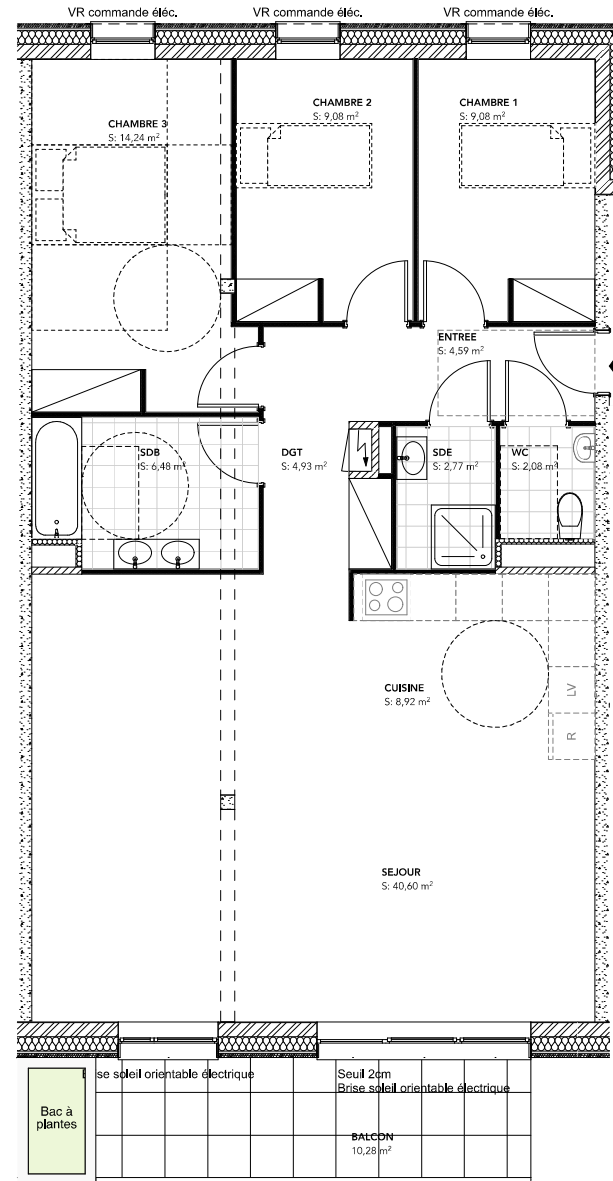 VR commande éléc.
VR commande éléc.
VR commande éléc.
CHAMBRE 3
S: 14,24 m²
CHAMBRE 2
S: 9,08 m²
CHAMBRE 1
S: 9,08 m²
ENTREE
S: 4,59 m²
SDB
S: 6,48 m²
DGT
S: 4,93 m²
SDE
S: 2,77 m²
WC
S: 2,08 m²
CUISINE
S: 8,92 m²
LV
R
SEJOUR
S: 40,60 m²
Brise soleil orientable électrique
Seuil 2cm
Brise soleil orientable électrique
Bac à
plantes
BALCON
10,28 m²